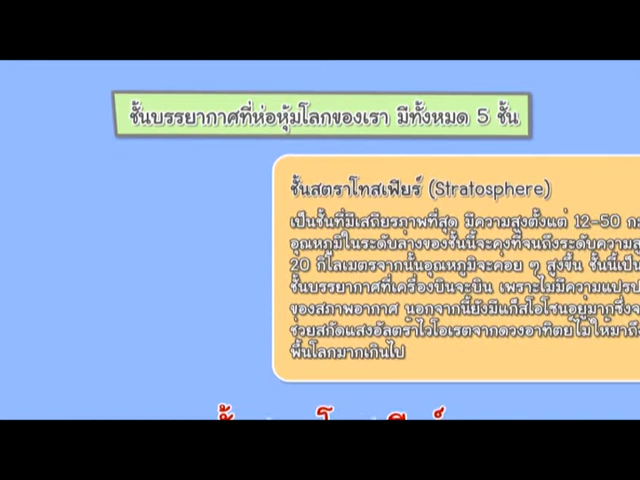 ชั้นบรรยากาศที่ห่อหุ้มโลกของเรา มีทั้งหมด 5 ชั้น
ชั้นสตราโทสเฟียร์ (Stratosphere)
เป็นชั้นที่มีเสถียรภาพที่สุด มีความสูงตั้งแต่ 12-50
อุณหภูมิในระดับล่างของชั้นนี้จะคงที่จนถึงระดับความ
20 กิโลเมตรจากนั้นอุณหภูมิจะค่อย ๆ สูงขึ้น ชั้นนี้เป็น
ชั้นบรรยากาศที่เครื่องบินจะบิน เพราะไม่มีความแปรป
ของสภาพอากาศ นอกจากนี้ยังมีแก๊สโอโซนอยู่มากซึ่งจ
ช่วยสกัดแสงอัลตร้าไวโอเรตจากดวงอาทิตย์ไม่ให้มาถึ
พื้นโลกมากเกินไป